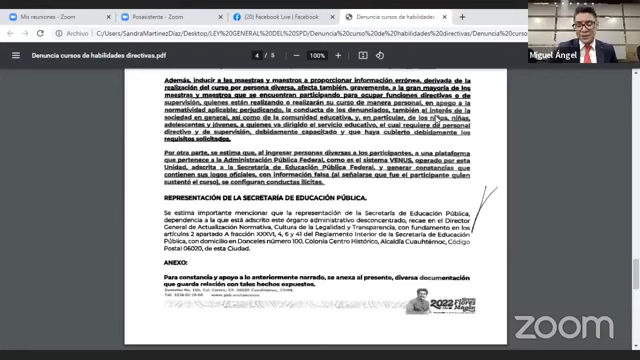 Mis reuniones - Zoom
Posasistente - Zoom
(2) Facebook Live | Facebook
Denuncia curso de habilidades di
C:/Users/SandraMartinezDiaz/Desktop/LEY%20GENERAL%20DEL%20SPD/Denuncia%20curso%20de%20habilidades%20directivas/Denuncia%20curso
Denuncia cursos de habilidades directivas.pdf
4 / 5
100%
Miguel Ángel
Además, inducir a las maestras y maestros a proporcionar información errónea, derivada de la
realización del curso por persona diversa, afecta también, gravemente, a la gran mayoría de los
maestras y maestros que se encuentran participando para ocupar funciones directivas o de
supervisión, quienes están realizando o realizarán su curso de manera personal, en apego a la
normatividad aplicable; perjudicando, la conducta de los denunciados, también el interés de la
sociedad en general, así como de la comunidad educativa, y, en particular, de los niños, niñas,
adolescentes y jóvenes, a quienes va dirigido el servicio educativo, el cual requiere de personal
directivo y de supervisión, debidamente capacitado y que haya cubierto debidamente los
requisitos solicitados.
Por otra parte, se estima que, al ingresar personas diversas a los participantes, a una plataforma
que pertenece a la Administración Pública Federal, como es el sistema VENUS, operado por esta
Unidad, adscrita a la Secretaría de Educación Pública Federal, y generar constancias que
contienen sus logos oficiales, con información falsa (al señalarse que fue el participante quien
sustentó el curso), se configuran conductas ilícitas.
REPRESENTACIÓN DE LA SECRETARÍA DE EDUCACIÓN PÚBLICA.
Se estima importante mencionar que la representación de la Secretaría de Educación Pública,
dependencia a la que está adscrito este órgano administrativo desconcentrado, recae en el Director
General de Actualización Normativa, Cultura de la Legalidad y Transparencia, con fundamento en los
artículos 2 apartado A fracción XXXVI, 4, 6 y 41 del Reglamento Interior de la Secretaría de Educación
Pública, con domicilio en Donceles número 100, Colonia Centro Histórico, Alcaldía Cuauhtémoc, Código
Postal 06020, de esta Ciudad.
ANEXO:
Para constancia y apoyo a lo anteriormente narrado, se anexa al presente, diversa documentación
que guarda relación con tales hechos expuestos.
2022 Flores
Magón
zoom